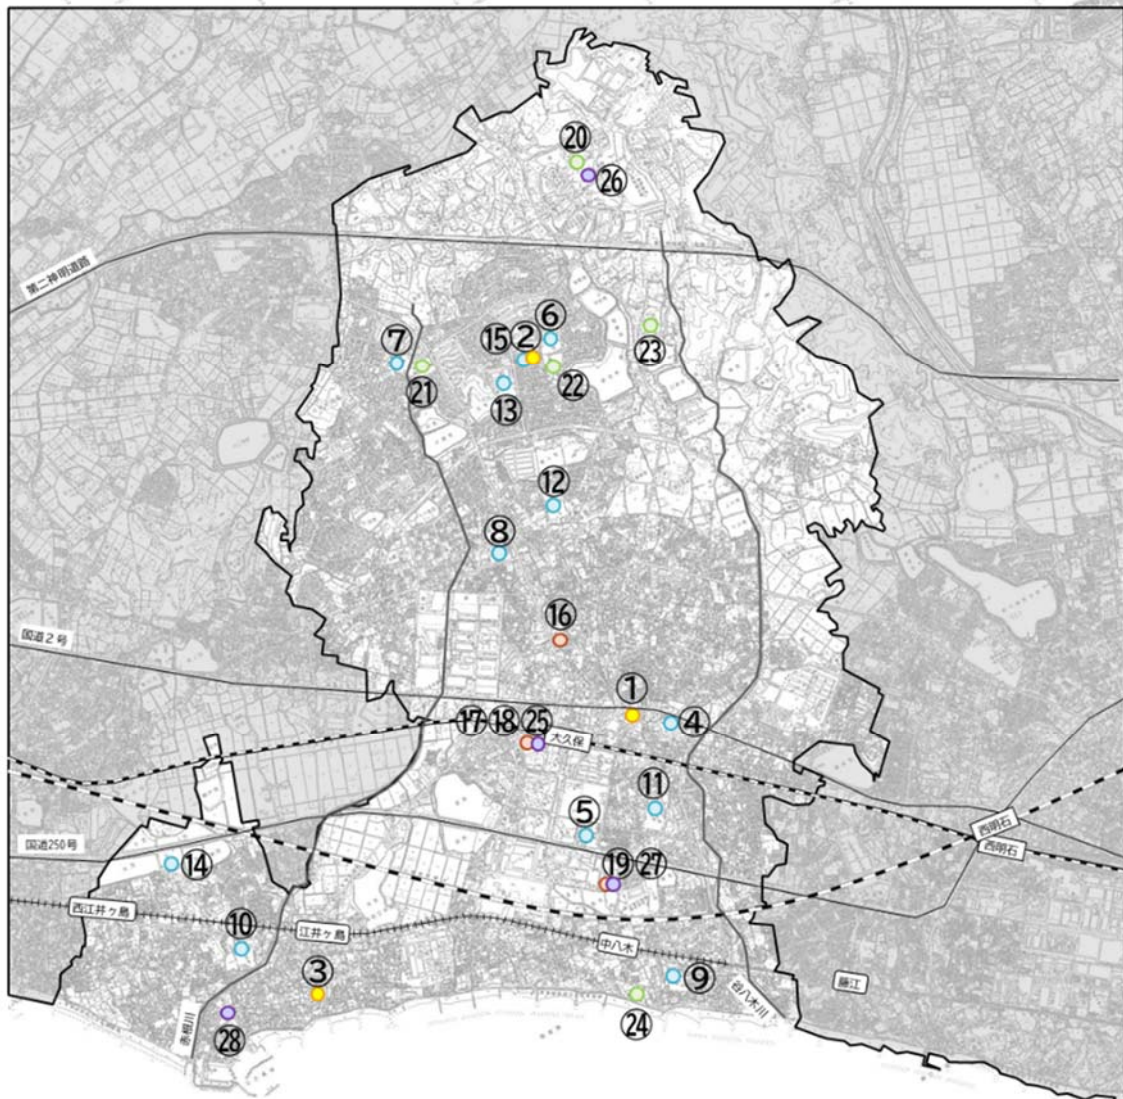 ⑳
㉖
第二神明道路
⑥
⑮ ②
⑦
㉓
㉒
㉑
⑬
⑫
⑧
⑯
国道2号
①
⑰ ⑱ ㉕
④
大久保
⑪
⑤
西明石
西明石
国道250号
⑭
⑲ ㉗
西江井ヶ島
⑩
江井ヶ島
中八木
③
⑨
藤江
谷八木川
㉔
赤根川
㉘